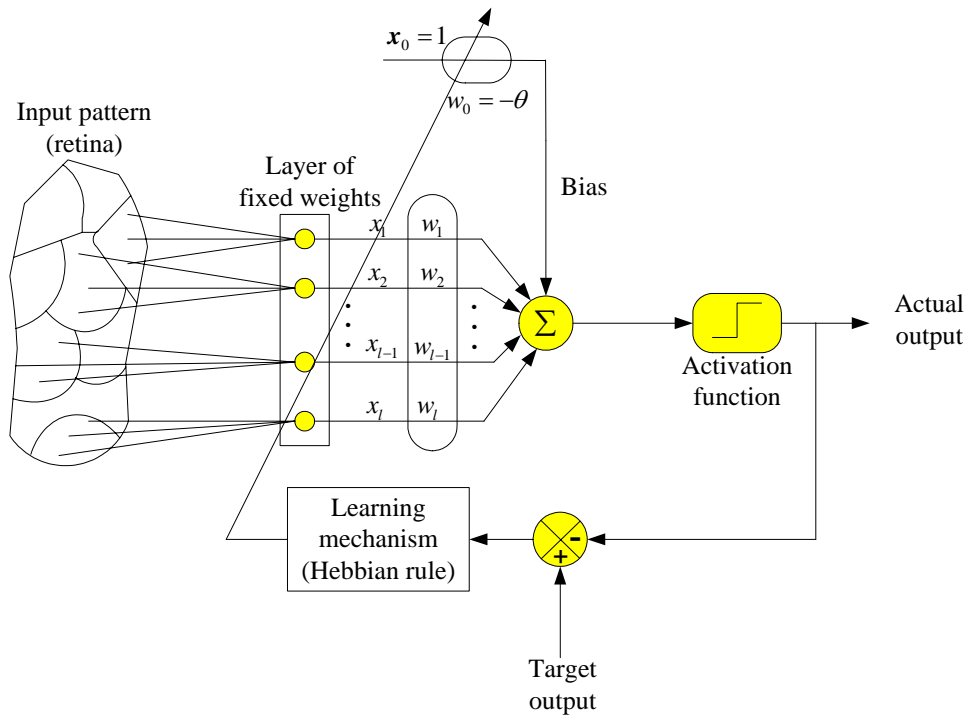 x₀ = 1
w₀ = −θ
Input pattern
(retina)
Layer of
fixed weights
Bias
x₁ w₁
x₂ w₂
xₗ₋₁ wₗ₋₁
xₗ wₗ
Σ
Activation
function
Actual
output
Learning
mechanism
(Hebbian rule)
+ -
Target
output